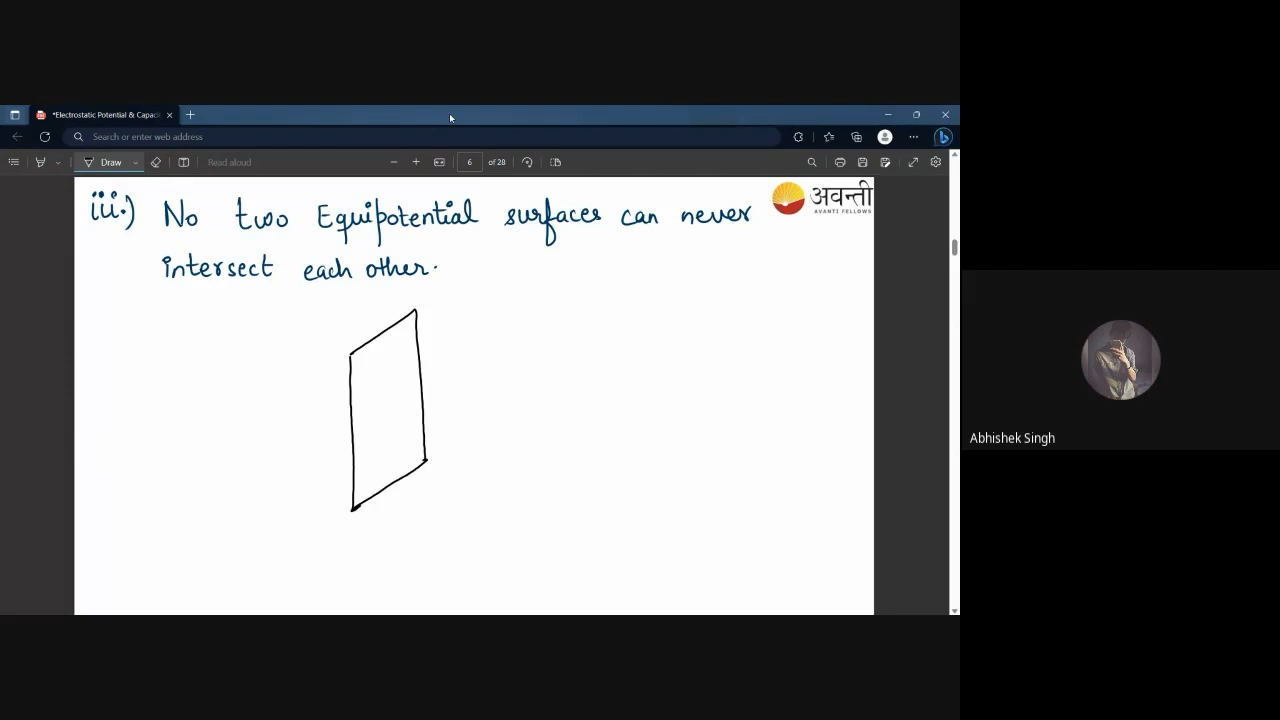 *Electrostatic Potential & Capaci
Search or enter web address
Draw
Read aloud
6 of 28
iii.) No two Equipotential surfaces can never
intersect each other.
अवन्ती
AVANTI FELLOWS
Abhishek Singh